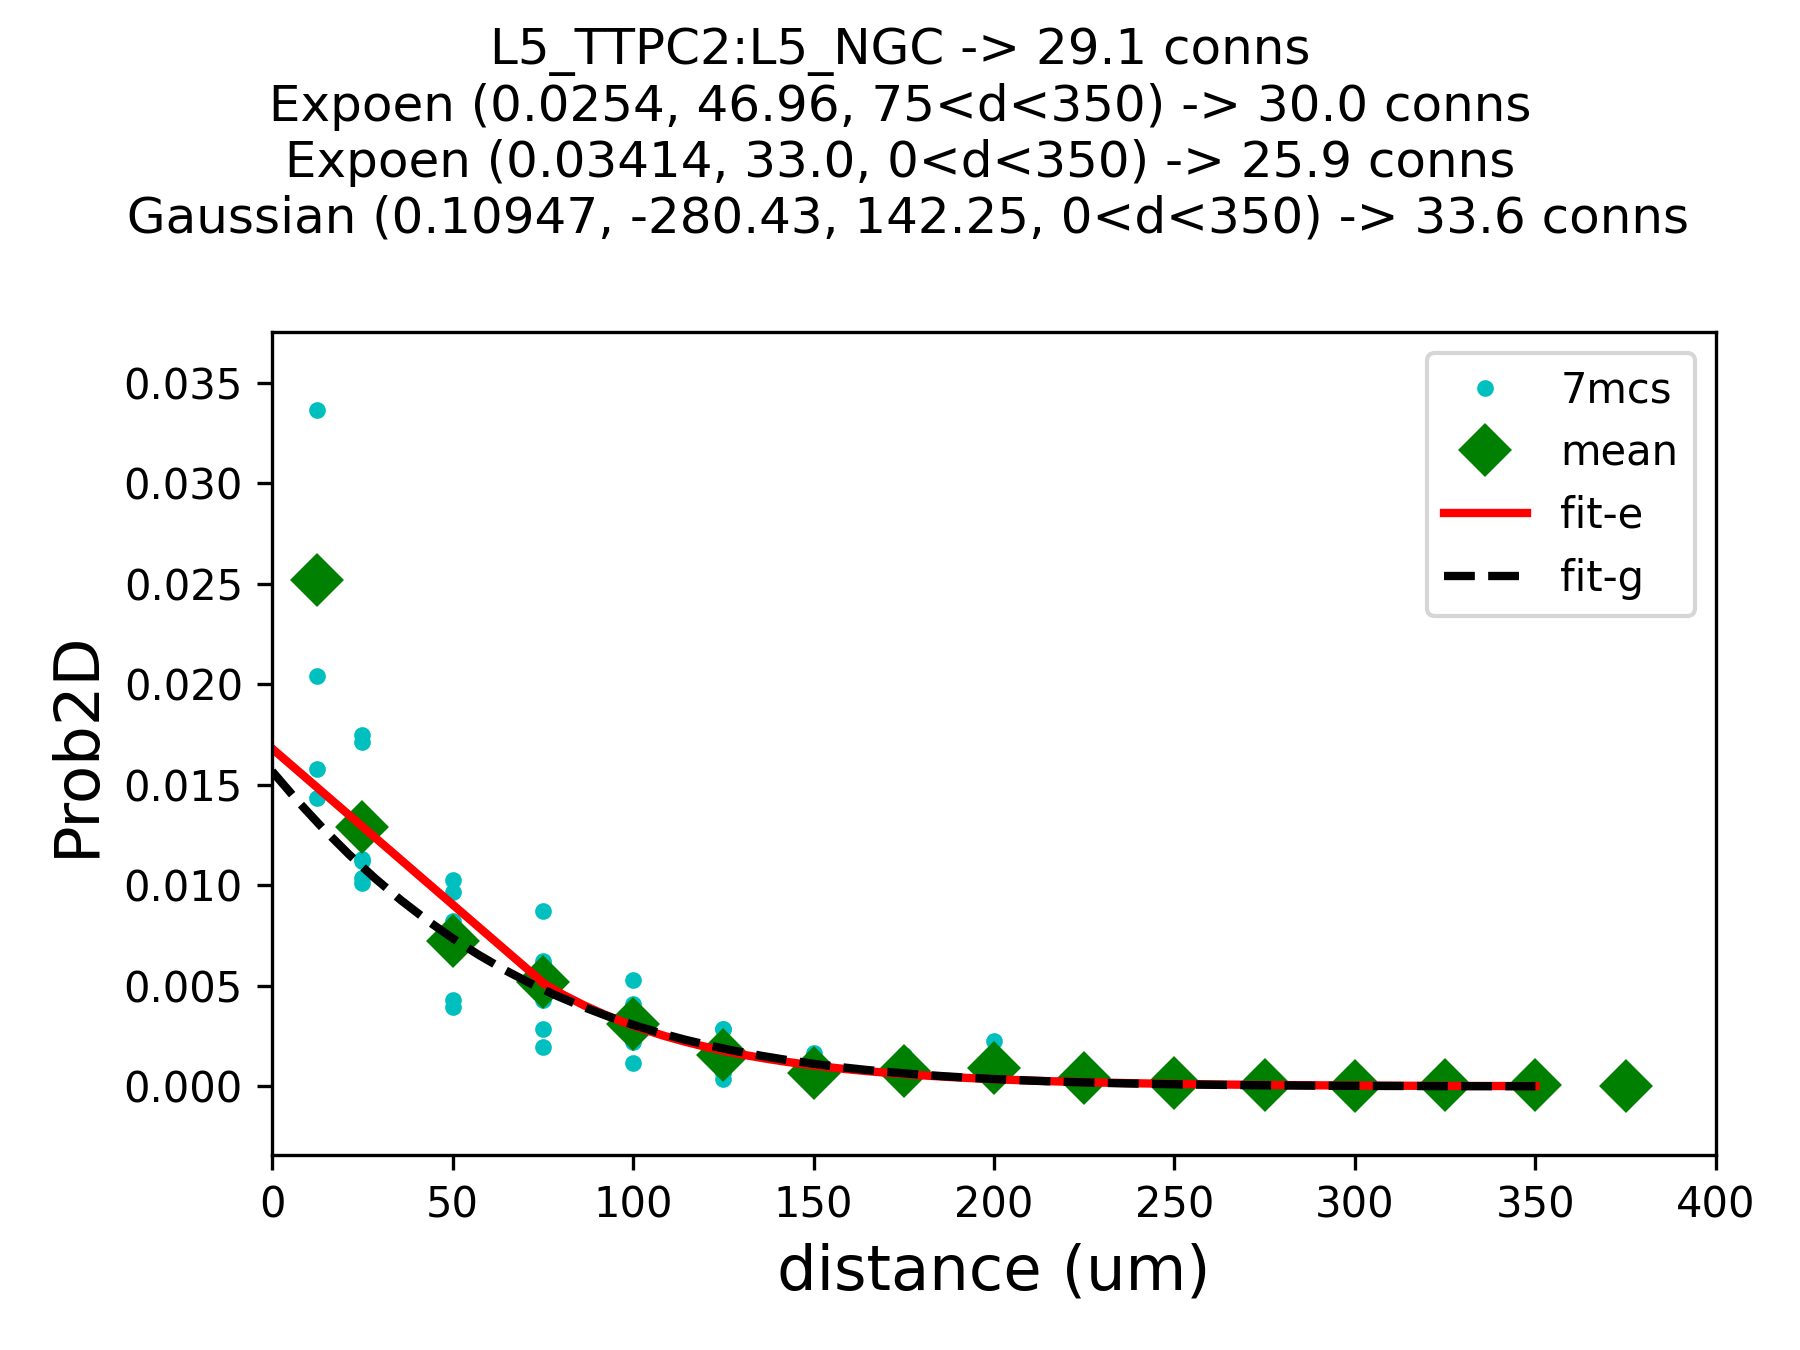 L5_TTPC2:L5_NGC -> 29.1 conns
Expoen (0.0254, 46.96, 75<d<350) -> 30.0 conns
Expoen (0.03414, 33.0, 0<d<350) -> 25.9 conns
Gaussian (0.10947, -280.43, 142.25, 0<d<350) -> 33.6 conns
7mcs
mean
fit-e
fit-g
Prob2D
0.035
0.030
0.025
0.020
0.015
0.010
0.005
0.000
0 50 100 150 200 250 300 350 400
distance (um)